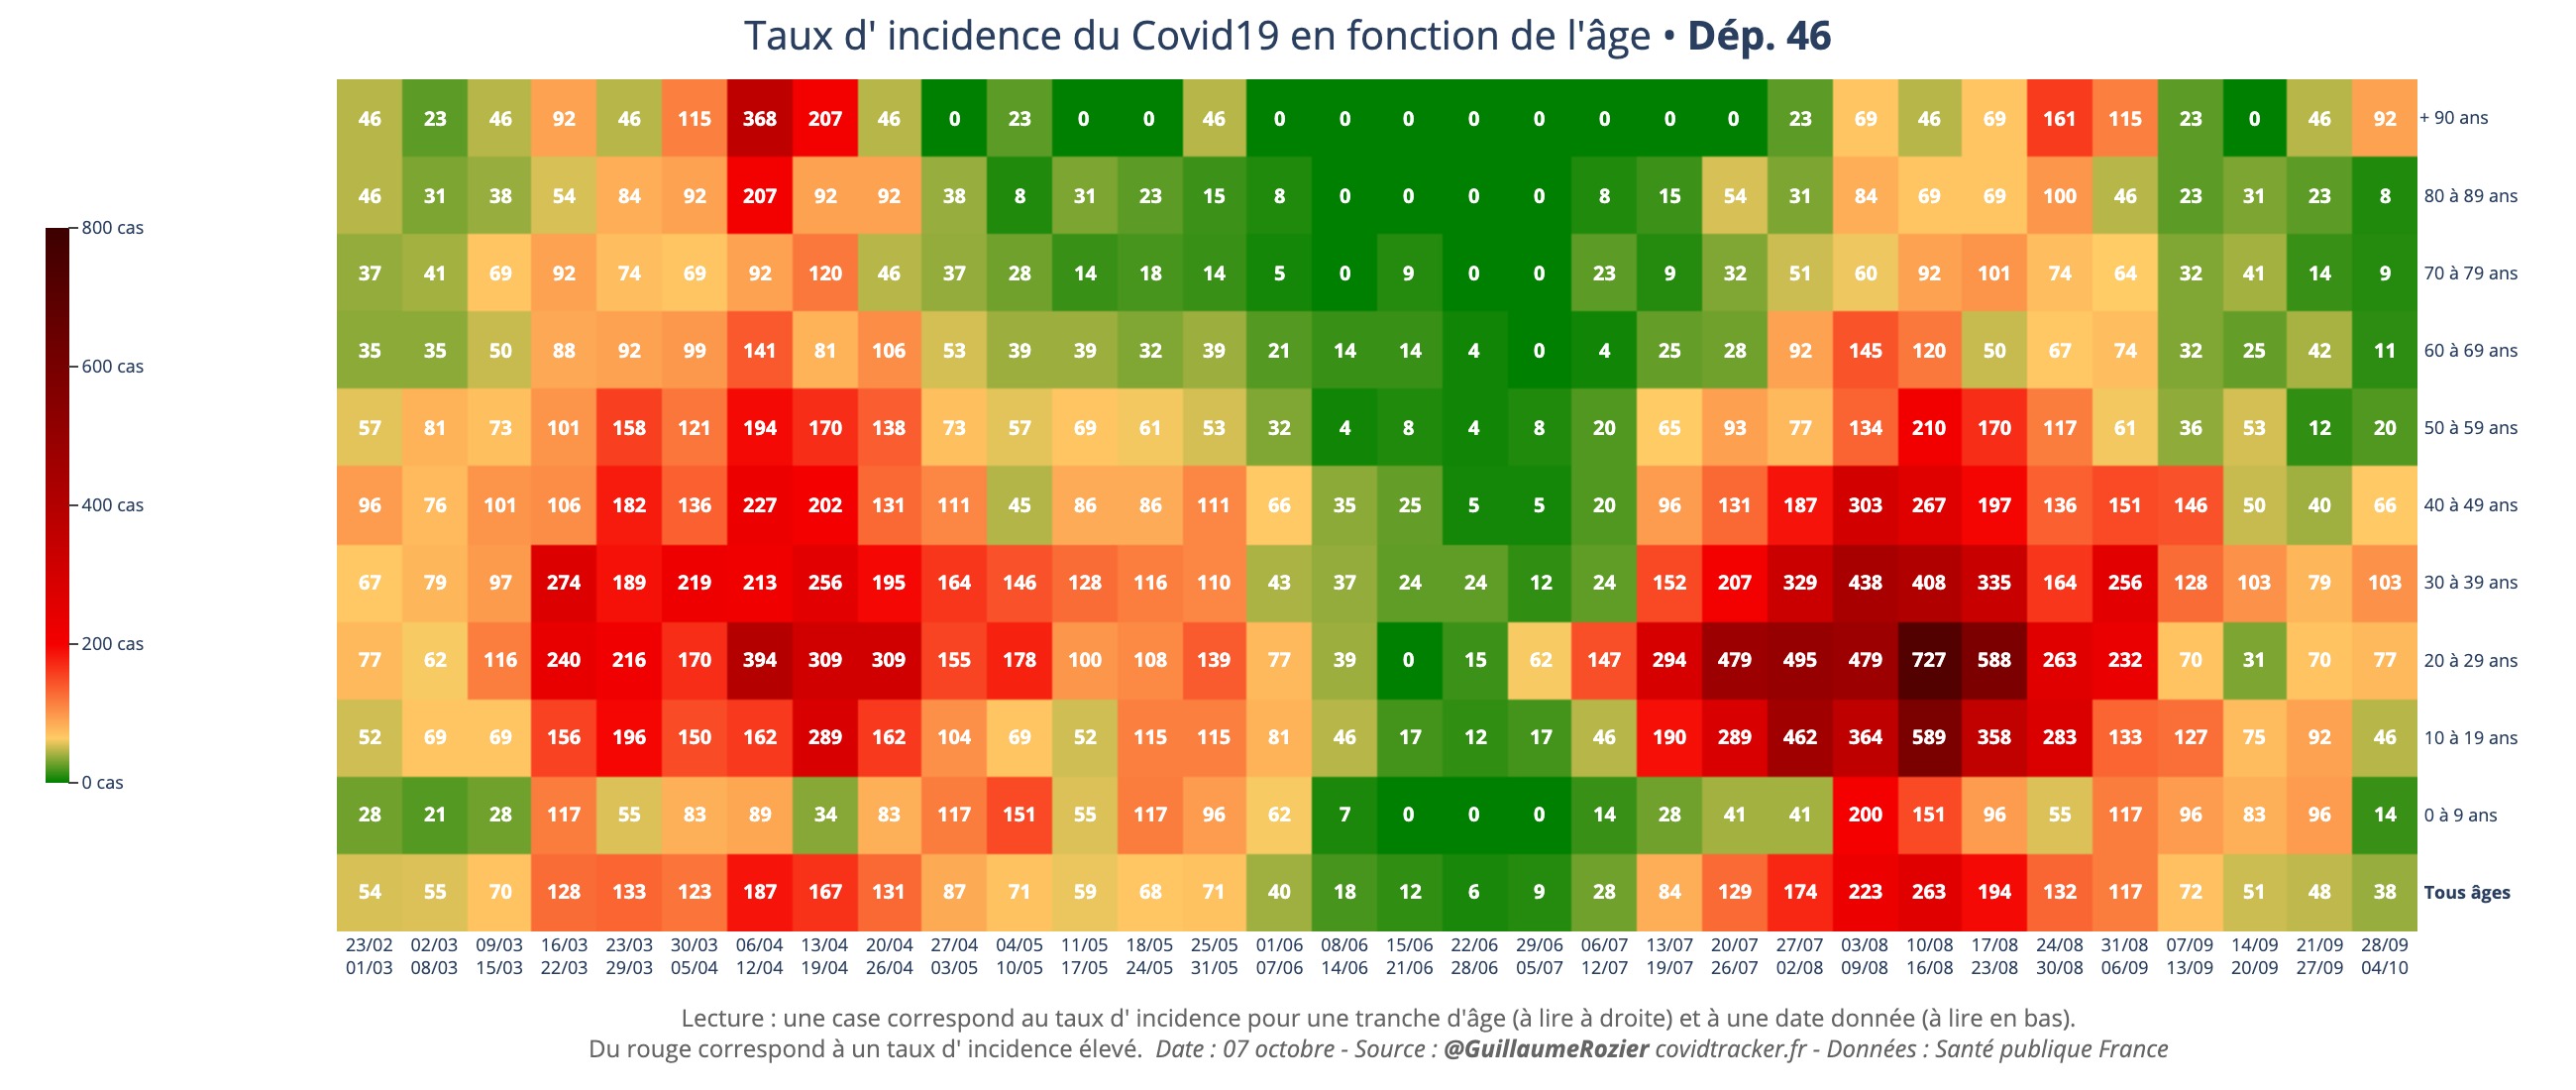 Taux d' incidence du Covid19 en fonction de l'âge • Dép. 46
46 23 46 92 46 115 368 207 46 0 23 0 0 46 0 0 0 0 0 0 0 0 23 69 46 69 161 115 23 0 46 92 + 90 ans
46 31 38 54 84 92 207 92 92 38 8 31 23 15 8 0 0 0 0 8 15 54 31 84 69 69 100 46 23 31 23 8 80 à 89 ans
37 41 69 92 74 69 92 120 46 37 28 14 18 14 5 0 9 0 0 23 9 32 51 60 92 101 74 64 32 41 14 9 70 à 79 ans
35 35 50 88 92 99 141 81 106 53 39 39 32 39 21 14 14 4 0 4 25 28 92 145 120 50 67 74 32 25 42 11 60 à 69 ans
57 81 73 101 158 121 194 170 138 73 57 69 61 53 32 4 8 4 8 20 65 93 77 134 210 170 117 61 36 53 12 20 50 à 59 ans
96 76 101 106 182 136 227 202 131 111 45 86 86 111 66 35 25 5 5 20 96 131 187 303 267 197 136 151 146 50 40 66 40 à 49 ans
67 79 97 274 189 219 213 256 195 164 146 128 116 110 43 37 24 24 12 24 152 207 329 438 408 335 164 256 128 103 79 103 30 à 39 ans
77 62 116 240 216 170 394 309 309 155 178 100 108 139 77 39 0 15 62 147 294 479 495 479 727 588 263 232 70 31 70 77 20 à 29 ans
52 69 69 156 196 150 162 289 162 104 69 52 115 115 81 46 17 12 17 46 190 289 462 364 589 358 283 133 127 75 92 46 10 à 19 ans
28 21 28 117 55 83 89 34 83 117 151 55 117 96 62 7 0 0 0 14 28 41 41 200 151 96 55 117 96 83 96 14 0 à 9 ans
54 55 70 128 133 123 187 167 131 87 71 59 68 71 40 18 12 6 9 28 84 129 174 223 263 194 132 117 72 51 48 38 Tous âges
23/02 02/03 09/03 16/03 23/03 30/03 06/04 13/04 20/04 27/04 04/05 11/05 18/05 25/05 01/06 08/06 15/06 22/06 29/06 06/07 13/07 20/07 27/07 03/08 10/08 17/08 24/08 31/08 07/09 14/09 21/09 28/09
01/03 08/03 15/03 22/03 29/03 05/04 12/04 19/04 26/04 03/05 10/05 17/05 24/05 31/05 07/06 14/06 21/06 28/06 05/07 12/07 19/07 26/07 02/08 09/08 16/08 23/08 30/08 06/09 13/09 20/09 27/09 04/10
800 cas
600 cas
400 cas
200 cas
0 cas
Lecture : une case correspond au taux d' incidence pour une tranche d'âge (à lire à droite) et à une date donnée (à lire en bas).
Du rouge correspond à un taux d' incidence élevé. Date : 07 octobre - Source : @GuillaumeRozier covidtracker.fr - Données : Santé publique France